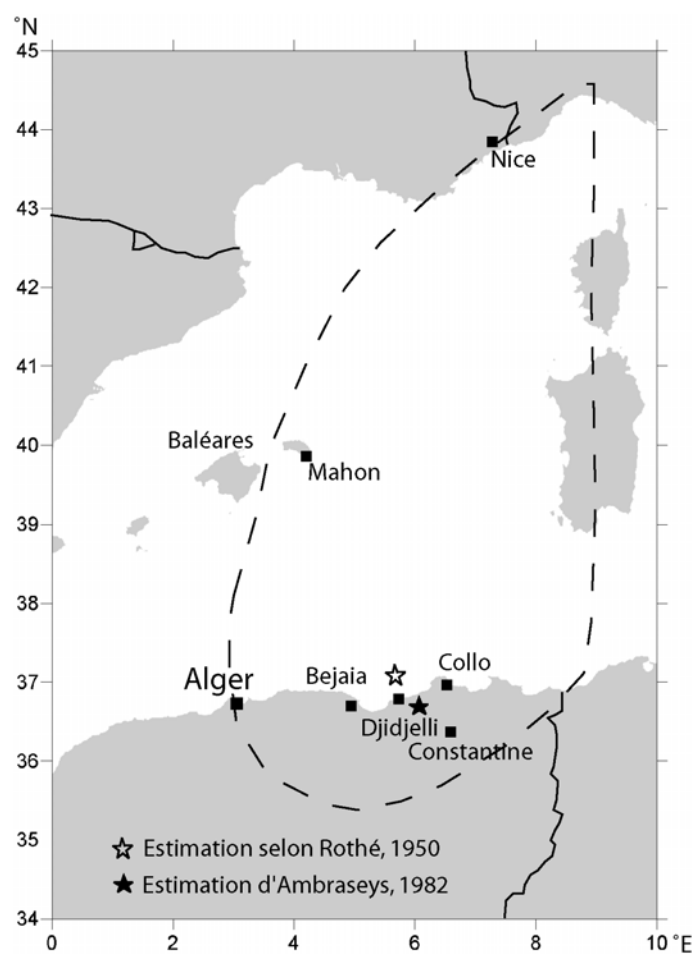 °N
45
44
Nice
43
42
41
Baléares
40
Mahon
39
38
37
Alger
Bejaia
Collo
Djidjelli
Constantine
36
35
Estimation selon Rothé, 1950
Estimation d'Ambraseys, 1982
34
0 2 4 6 8 10 °E